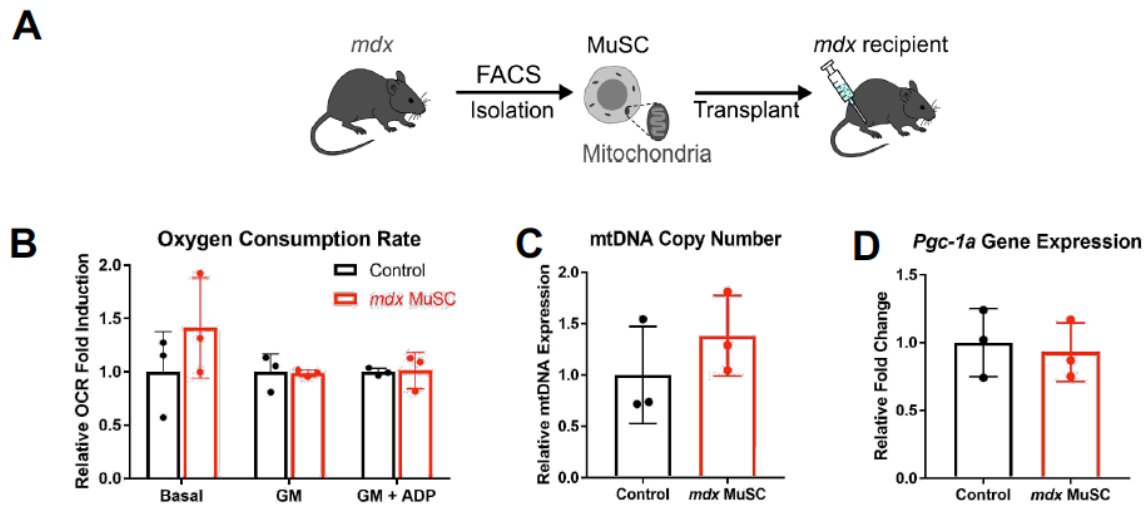 A
mdx
FACS
Isolation
MuSC
Mitochondria
Transplant
mdx recipient
B
Oxygen Consumption Rate
Control
mdx MuSC
Relative OCR Fold Induction
2.0
1.5
1.0
0.5
0.0
Basal
GM
GM + ADP
C
mtDNA Copy Number
Relative mtDNA Expression
2.0
1.5
1.0
0.5
0.0
Control
mdx MuSC
D
Pgc-1a Gene Expression
Relative Fold Change
1.5
1.0
0.5
0.0
Control
mdx MuSC